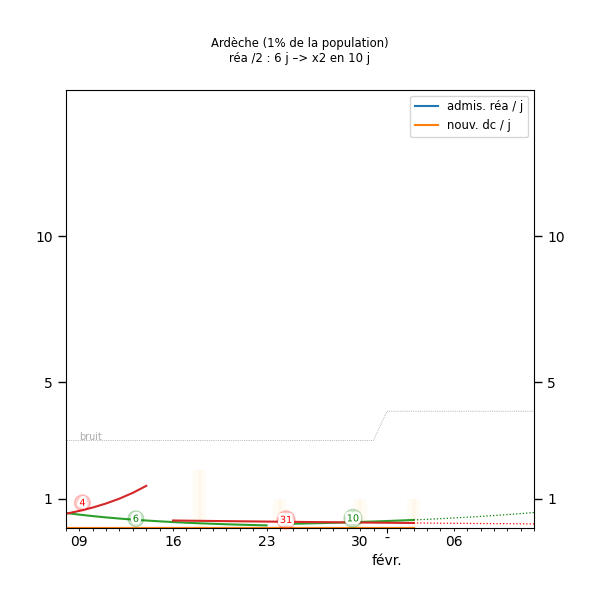 Ardèche (1% de la population)
réa /2 : 6 j –> x2 en 10 j
admis. réa / j
nouv. dc / j
10 10
5 5
bruit
1 1
4
6
31
10
09 16 23 30 - 06
févr.